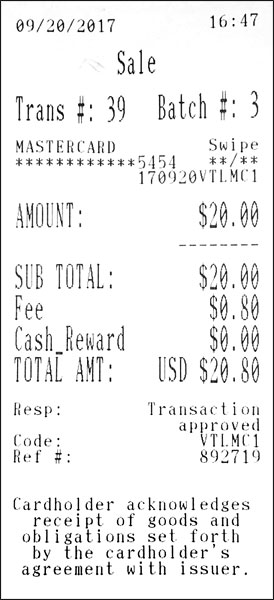 09/20/2017 16:47
Sale
Trans #: 39 Batch #: 3
MASTERCARD Swipe
************5454 **/**
170920VTLMC1
AMOUNT: $20.00
--------
SUB TOTAL: $20.00
Fee $0.80
Cash_Reward $0.00
TOTAL AMT: USD $20.80
Resp: Transaction
approved
Code: VTLMC1
Ref #: 892719
Cardholder acknowledges
receipt of goods and
obligations set forth
by the cardholder's
agreement with issuer.